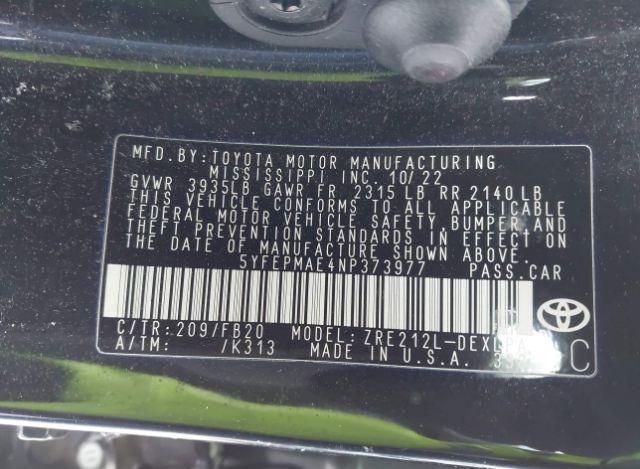 MFD.BY: TOYOTA MOTOR MANUFACTURING
MISSISSIPPI INC. 10/22
GVWR 3935LB GAWR FR 2315 LB RR 2140 LB
THIS VEHICLE CONFORMS TO ALL APPLICABLE
FEDERAL MOTOR VEHICLE SAFETY, BUMPER AND
THEFT PREVENTION STANDARDS IN EFFECT ON
THE DATE OF MANUFACTURE SHOWN ABOVE.
5YFEPMAE4NP373977 PASS.CAR
C/TR: 209/FB20 MODEL: ZRE212L-
A/TM: /K313 MADE IN U.S.A.
C